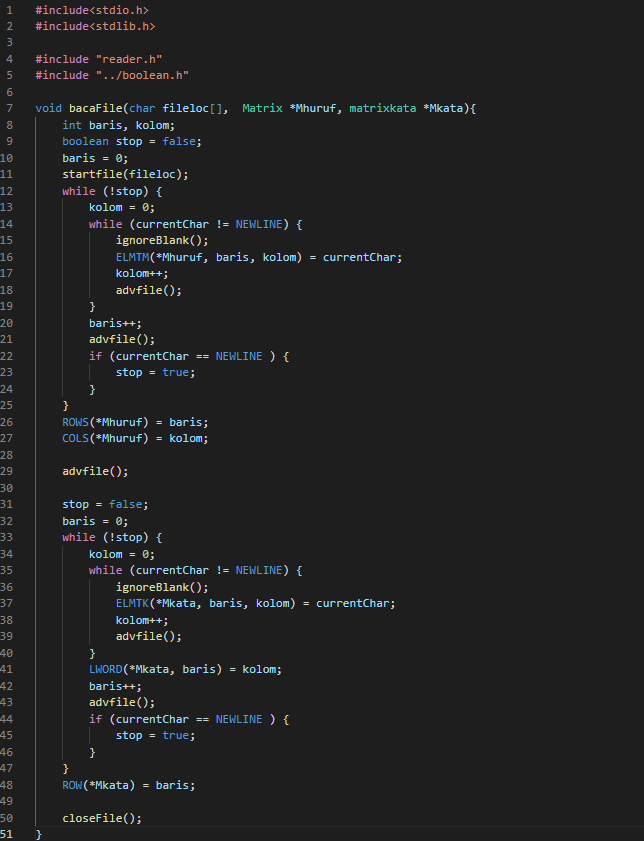 1 #include<stdio.h>
2 #include<stdlib.h>
3
4 #include "reader.h"
5 #include "../boolean.h"
6
7 void bacaFile(char fileloc[],  Matrix *Mhuruf, matrixkata *Mkata){
8     int baris, kolom;
9     boolean stop = false;
10     baris = 0;
11     startfile(fileloc);
12     while (!stop) {
13         kolom = 0;
14         while (currentChar != NEWLINE) {
15             ignoreBlank();
16             ELMTM(*Mhuruf, baris, kolom) = currentChar;
17             kolom++;
18             advfile();
19         }
20         baris++;
21         advfile();
22         if (currentChar == NEWLINE ) {
23             stop = true;
24         }
25     }
26     ROWS(*Mhuruf) = baris;
27     COLS(*Mhuruf) = kolom;
28
29     advfile();
30
31     stop = false;
32     baris = 0;
33     while (!stop) {
34         kolom = 0;
35         while (currentChar != NEWLINE) {
36             ignoreBlank();
37             ELMTK(*Mkata, baris, kolom) = currentChar;
38             kolom++;
39             advfile();
40         }
41         LWORD(*Mkata, baris) = kolom;
42         baris++;
43         advfile();
44         if (currentChar == NEWLINE ) {
45             stop = true;
46         }
47     }
48     ROW(*Mkata) = baris;
49
50     closeFile();
51 }